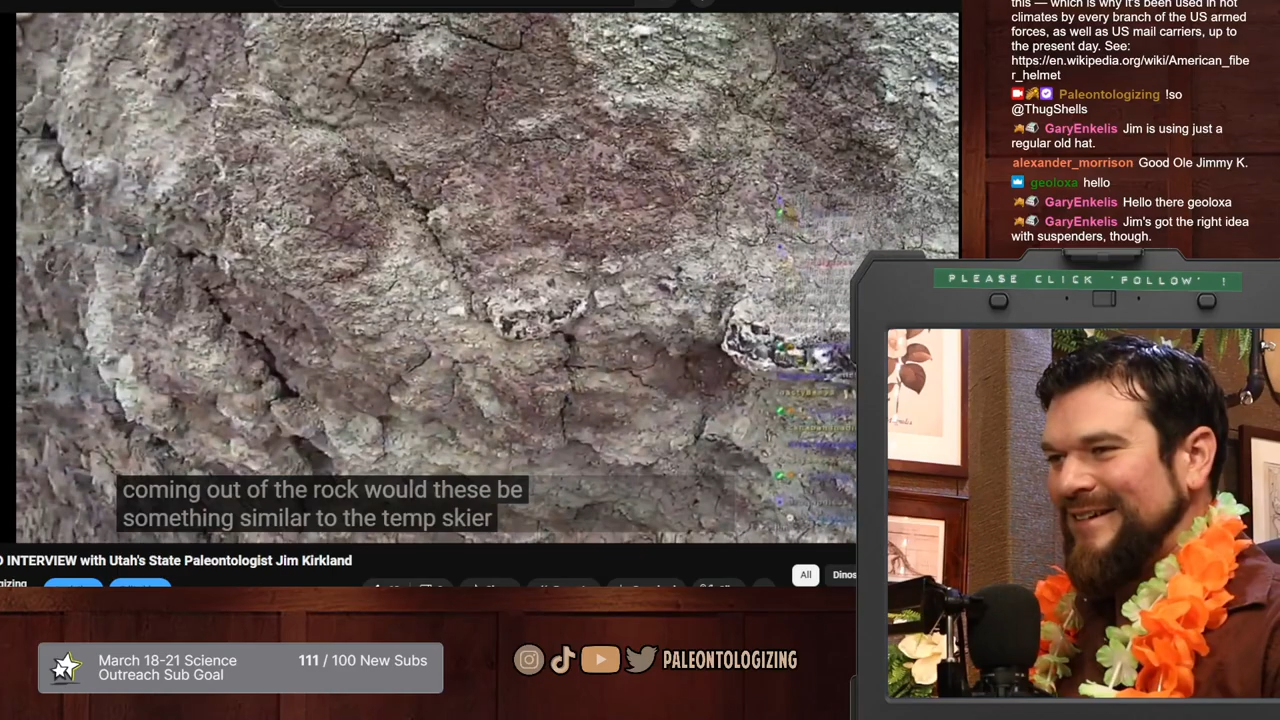 this — which is why it's been used in hot
climates by every branch of the US armed
forces, as well as US mail carriers, up to
the present day. See:
https://en.wikipedia.org/wiki/American_fibe
r_helmet
Paleontologizing !so
@ThugShells
GaryEnkelis Jim is using just a
regular old hat.
alexander_morrison Good Ole Jimmy K.
geoloxa hello
GaryEnkelis Hello there geoloxa
GaryEnkelis Jim's got the right idea
with suspenders, though.
PLEASE CLICK 'FOLLOW' !
coming out of the rock would these be
something similar to the temp skier
INTERVIEW with Utah's State Paleontologist Jim Kirkland
All Dinos
March 18-21 Science
Outreach Sub Goal
111 / 100 New Subs
PALEONTOLOGIZING